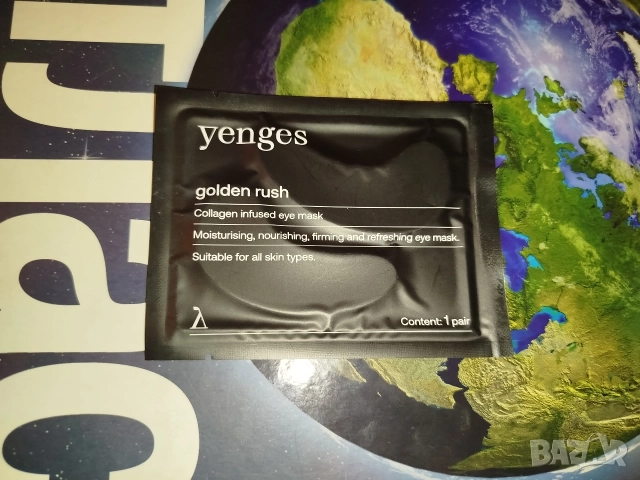 yenges
golden rush
Collagen infused eye mask
Moisturising, nourishing, firming and refreshing eye mask.
Suitable for all skin types.
λ
Content: 1 pair
BAZAR